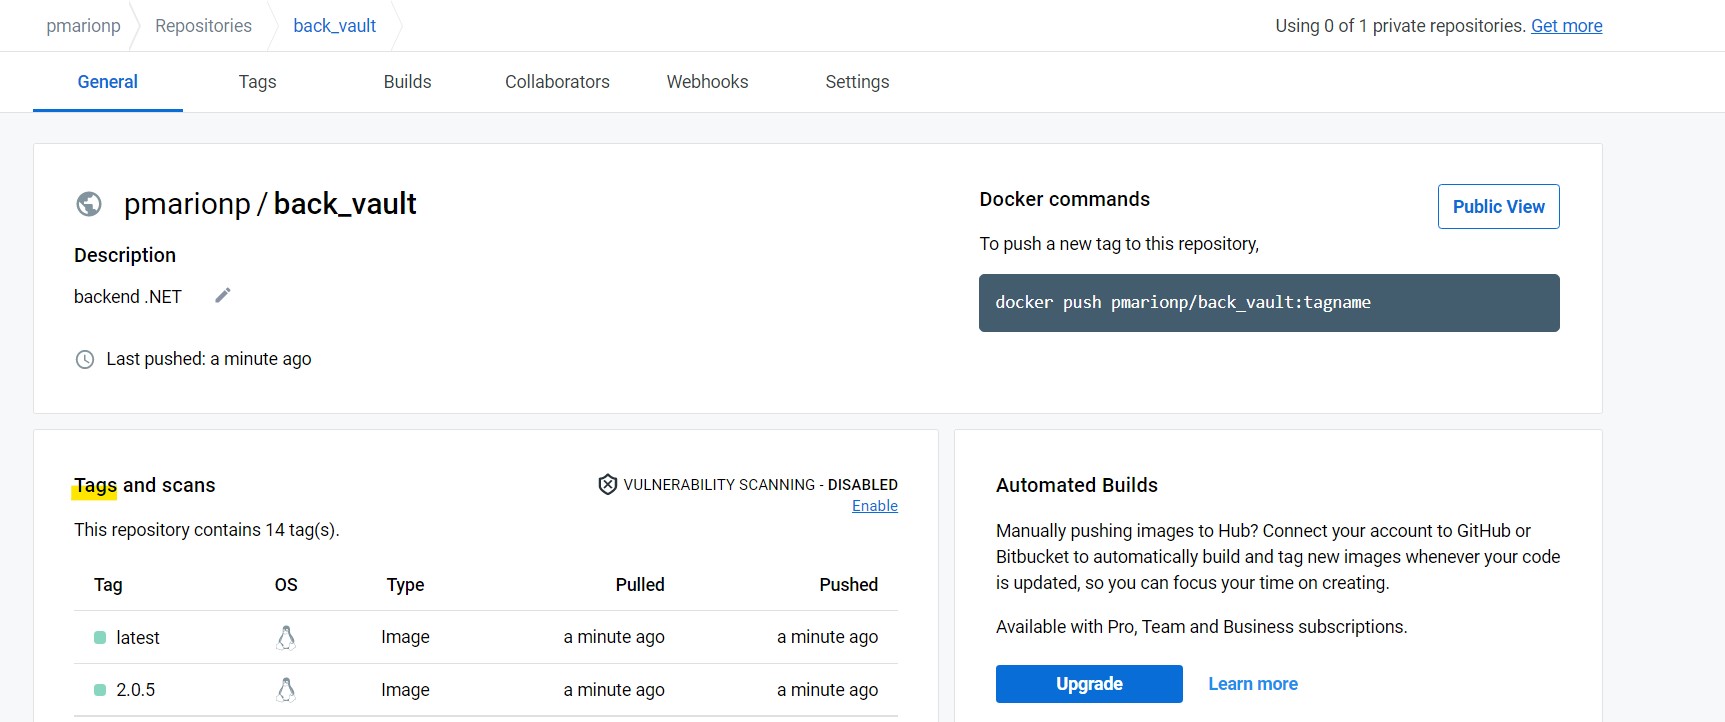 pmarionp Repositories back_vault Using 0 of 1 private repositories. Get more
General Tags Builds Collaborators Webhooks Settings
pmarionp / back_vault
Description
backend .NET
Last pushed: a minute ago
Docker commands
Public View
To push a new tag to this repository,
docker push pmarionp/back_vault:tagname
Tags and scans
VULNERABILITY SCANNING - DISABLED
Enable
This repository contains 14 tag(s).
Tag OS Type Pulled Pushed
latest Image a minute ago a minute ago
2.0.5 Image a minute ago a minute ago
Automated Builds
Manually pushing images to Hub? Connect your account to GitHub or
Bitbucket to automatically build and tag new images whenever your code
is updated, so you can focus your time on creating.
Available with Pro, Team and Business subscriptions.
Upgrade Learn more